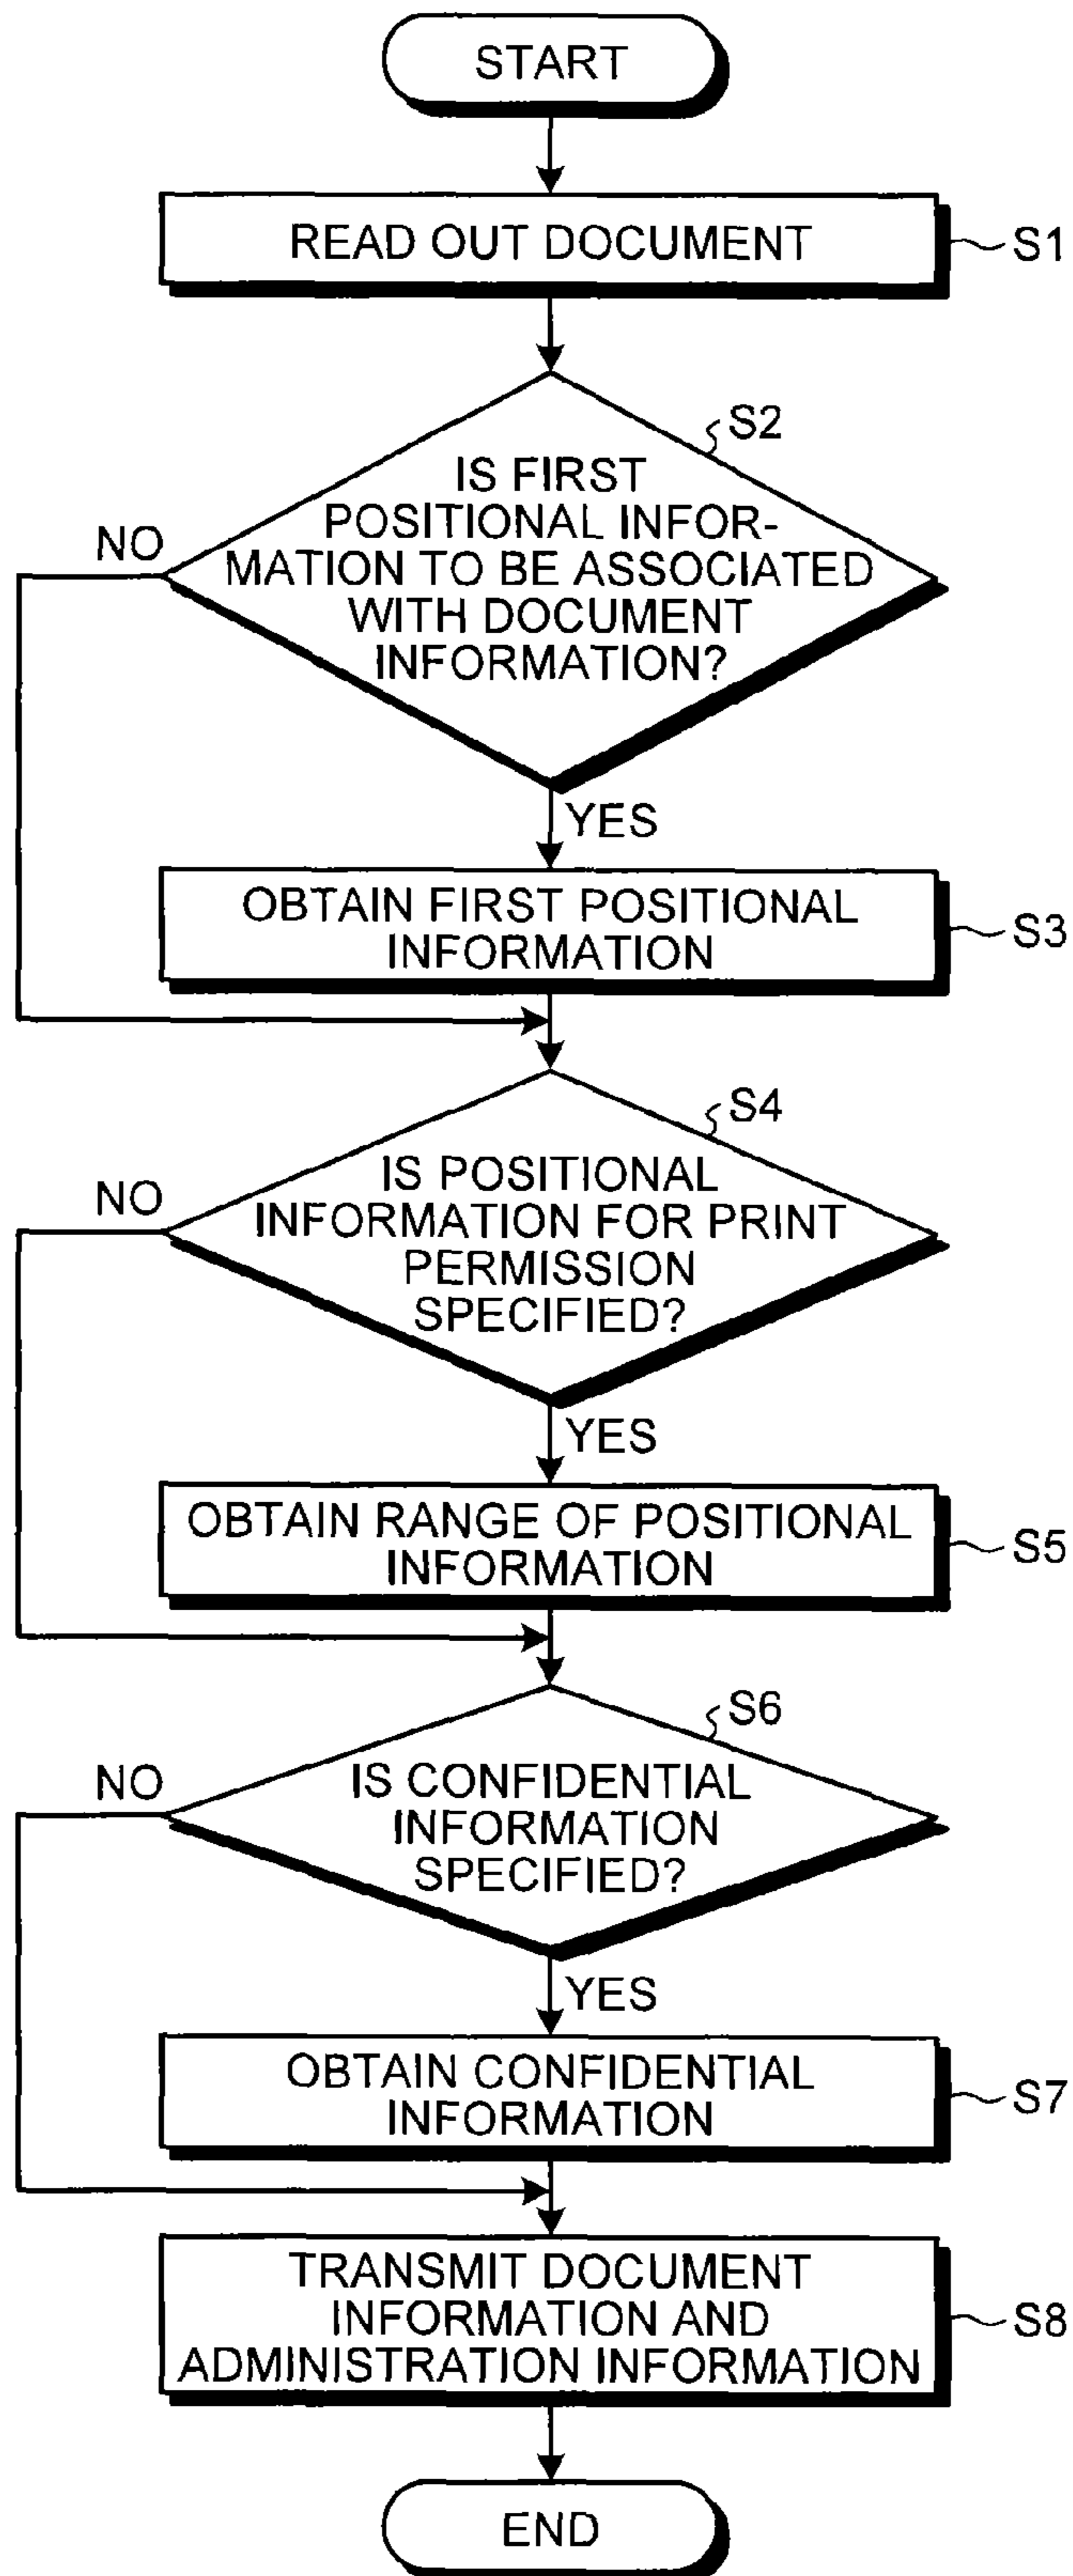 START
READ OUT DOCUMENT
S1
S2
IS FIRST
POSITIONAL INFOR-
MATION TO BE ASSOCIATED
WITH DOCUMENT
INFORMATION?
NO
YES
OBTAIN FIRST POSITIONAL
INFORMATION
S3
S4
IS POSITIONAL
INFORMATION FOR PRINT
PERMISSION
SPECIFIED?
NO
YES
OBTAIN RANGE OF POSITIONAL
INFORMATION
S5
S6
IS CONFIDENTIAL
INFORMATION
SPECIFIED?
NO
YES
OBTAIN CONFIDENTIAL
INFORMATION
S7
TRANSMIT DOCUMENT
INFORMATION AND
ADMINISTRATION INFORMATION
S8
END